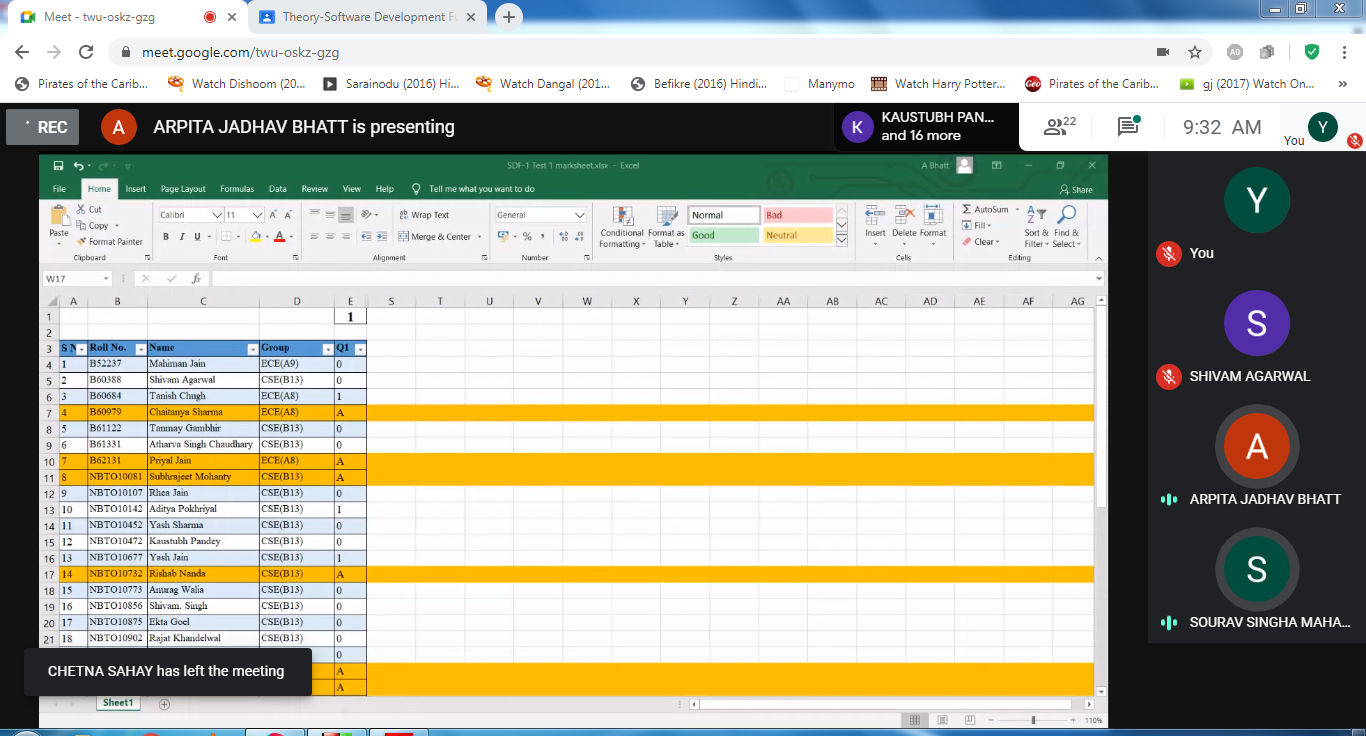 Meet - twu-oskz-gzg
Theory-Software Development Fu
meet.google.com/twu-oskz-gzg
AD
Pirates of the Carib...
Watch Dishoom (20...
Sarainodu (2016) Hi...
Watch Dangal (201...
Befikre (2016) Hindi...
Manymo
Watch Harry Potter...
Geo
Pirates of the Carib...
gj (2017) Watch On...
»
REC
A
ARPITA JADHAV BHATT is presenting
K
KAUSTUBH PAN...
and 16 more
22
9:32 AM
You
Y
SDF-1 Test 1 marksheet.xlsx - Excel
A Bhatt
File Home Insert Page Layout Formulas Data Review View Help Tell me what you want to do
Share
Paste
Cut
Copy
Format Painter
Clipboard
Calibri 11
B I U
Font
Wrap Text
Merge & Center
Alignment
General
Number
Conditional Formatting
Format as Table
Normal Bad
Good Neutral
Styles
Insert Delete Format
Cells
AutoSum
Fill
Clear
Sort & Filter
Find & Select
Editing
W17
fx
A B C D E S T U V W X Y Z AA AB AC AD AE AF AG
1 1
2
3 S N Roll No. Name Group Q1
4 1 B52237 Mahiman Jain ECE(A9) 0
5 2 B60388 Shivam Agarwal CSE(B13) 0
6 3 B60684 Tanish Chugh ECE(A8) 1
7 4 B60979 Chaitanya Sharma ECE(A8) A
8 5 B61122 Tanmay Gambhir CSE(B13) 0
9 6 B61331 Atharva Singh Chaudhary CSE(B13) 0
10 7 B62131 Priyal Jain ECE(A8) A
11 8 NBTO10081 Subhrajeet Mohanty CSE(B13) A
12 9 NBTO10107 Rhea Jain CSE(B13) 0
13 10 NBTO10142 Aditya Pokhriyal CSE(B13) 1
14 11 NBTO10452 Yash Sharma CSE(B13) 0
15 12 NBTO10472 Kaustubh Pandey CSE(B13) 0
16 13 NBTO10677 Yash Jain CSE(B13) 1
17 14 NBTO10732 Rishab Nanda CSE(B13) A
18 15 NBTO10773 Anurag Walia CSE(B13) 0
19 16 NBTO10856 Shivam. Singh CSE(B13) 0
20 17 NBTO10875 Ekta Goel CSE(B13) 0
21 18 NBTO10902 Rajat Khandelwal CSE(B13) 0
0
A
A
CHETNA SAHAY has left the meeting
Sheet1
110%
Y
You
S
SHIVAM AGARWAL
A
ARPITA JADHAV BHATT
S
SOURAV SINGHA MAHA...